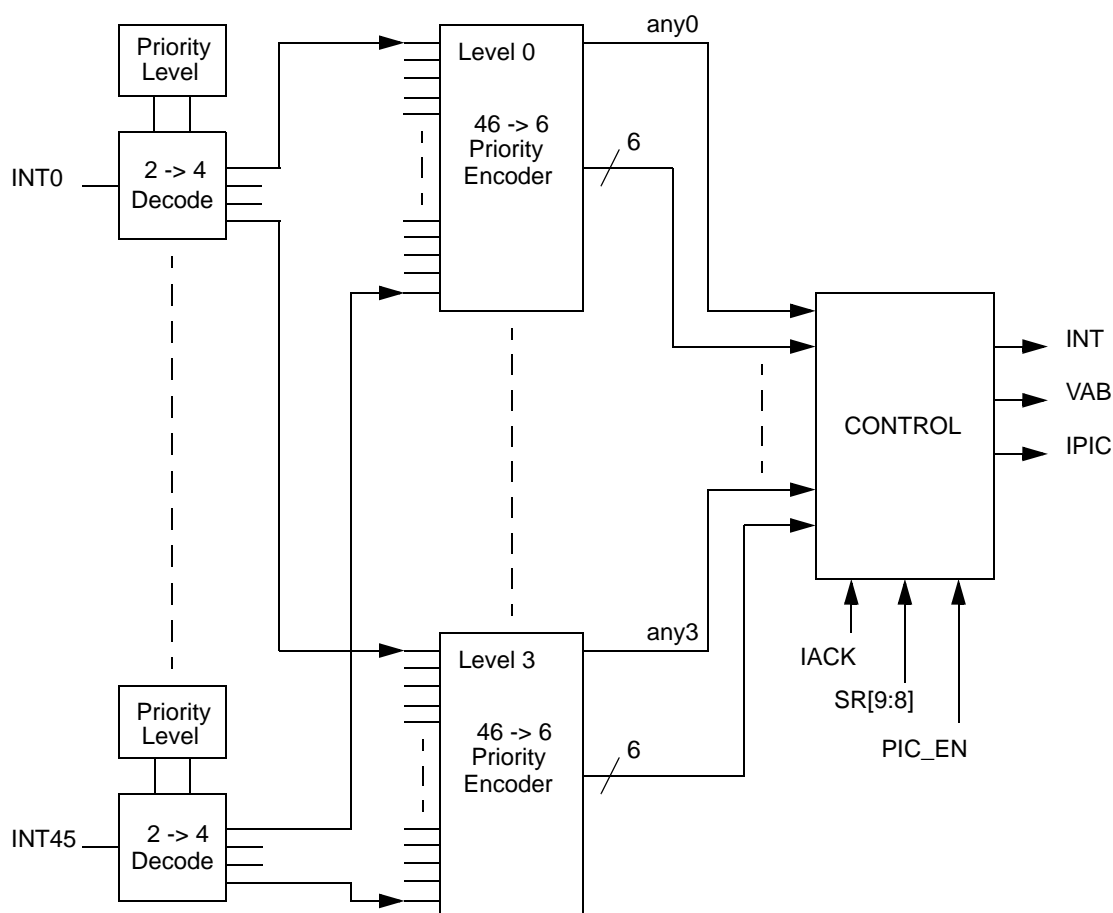 Priority
Level
INT0
2 -> 4
Decode
Level 0
46 -> 6
Priority
Encoder
any0
6
CONTROL
INT
VAB
IPIC
IACK
SR[9:8]
PIC_EN
Priority
Level
INT45
2 -> 4
Decode
Level 3
46 -> 6
Priority
Encoder
any3
6